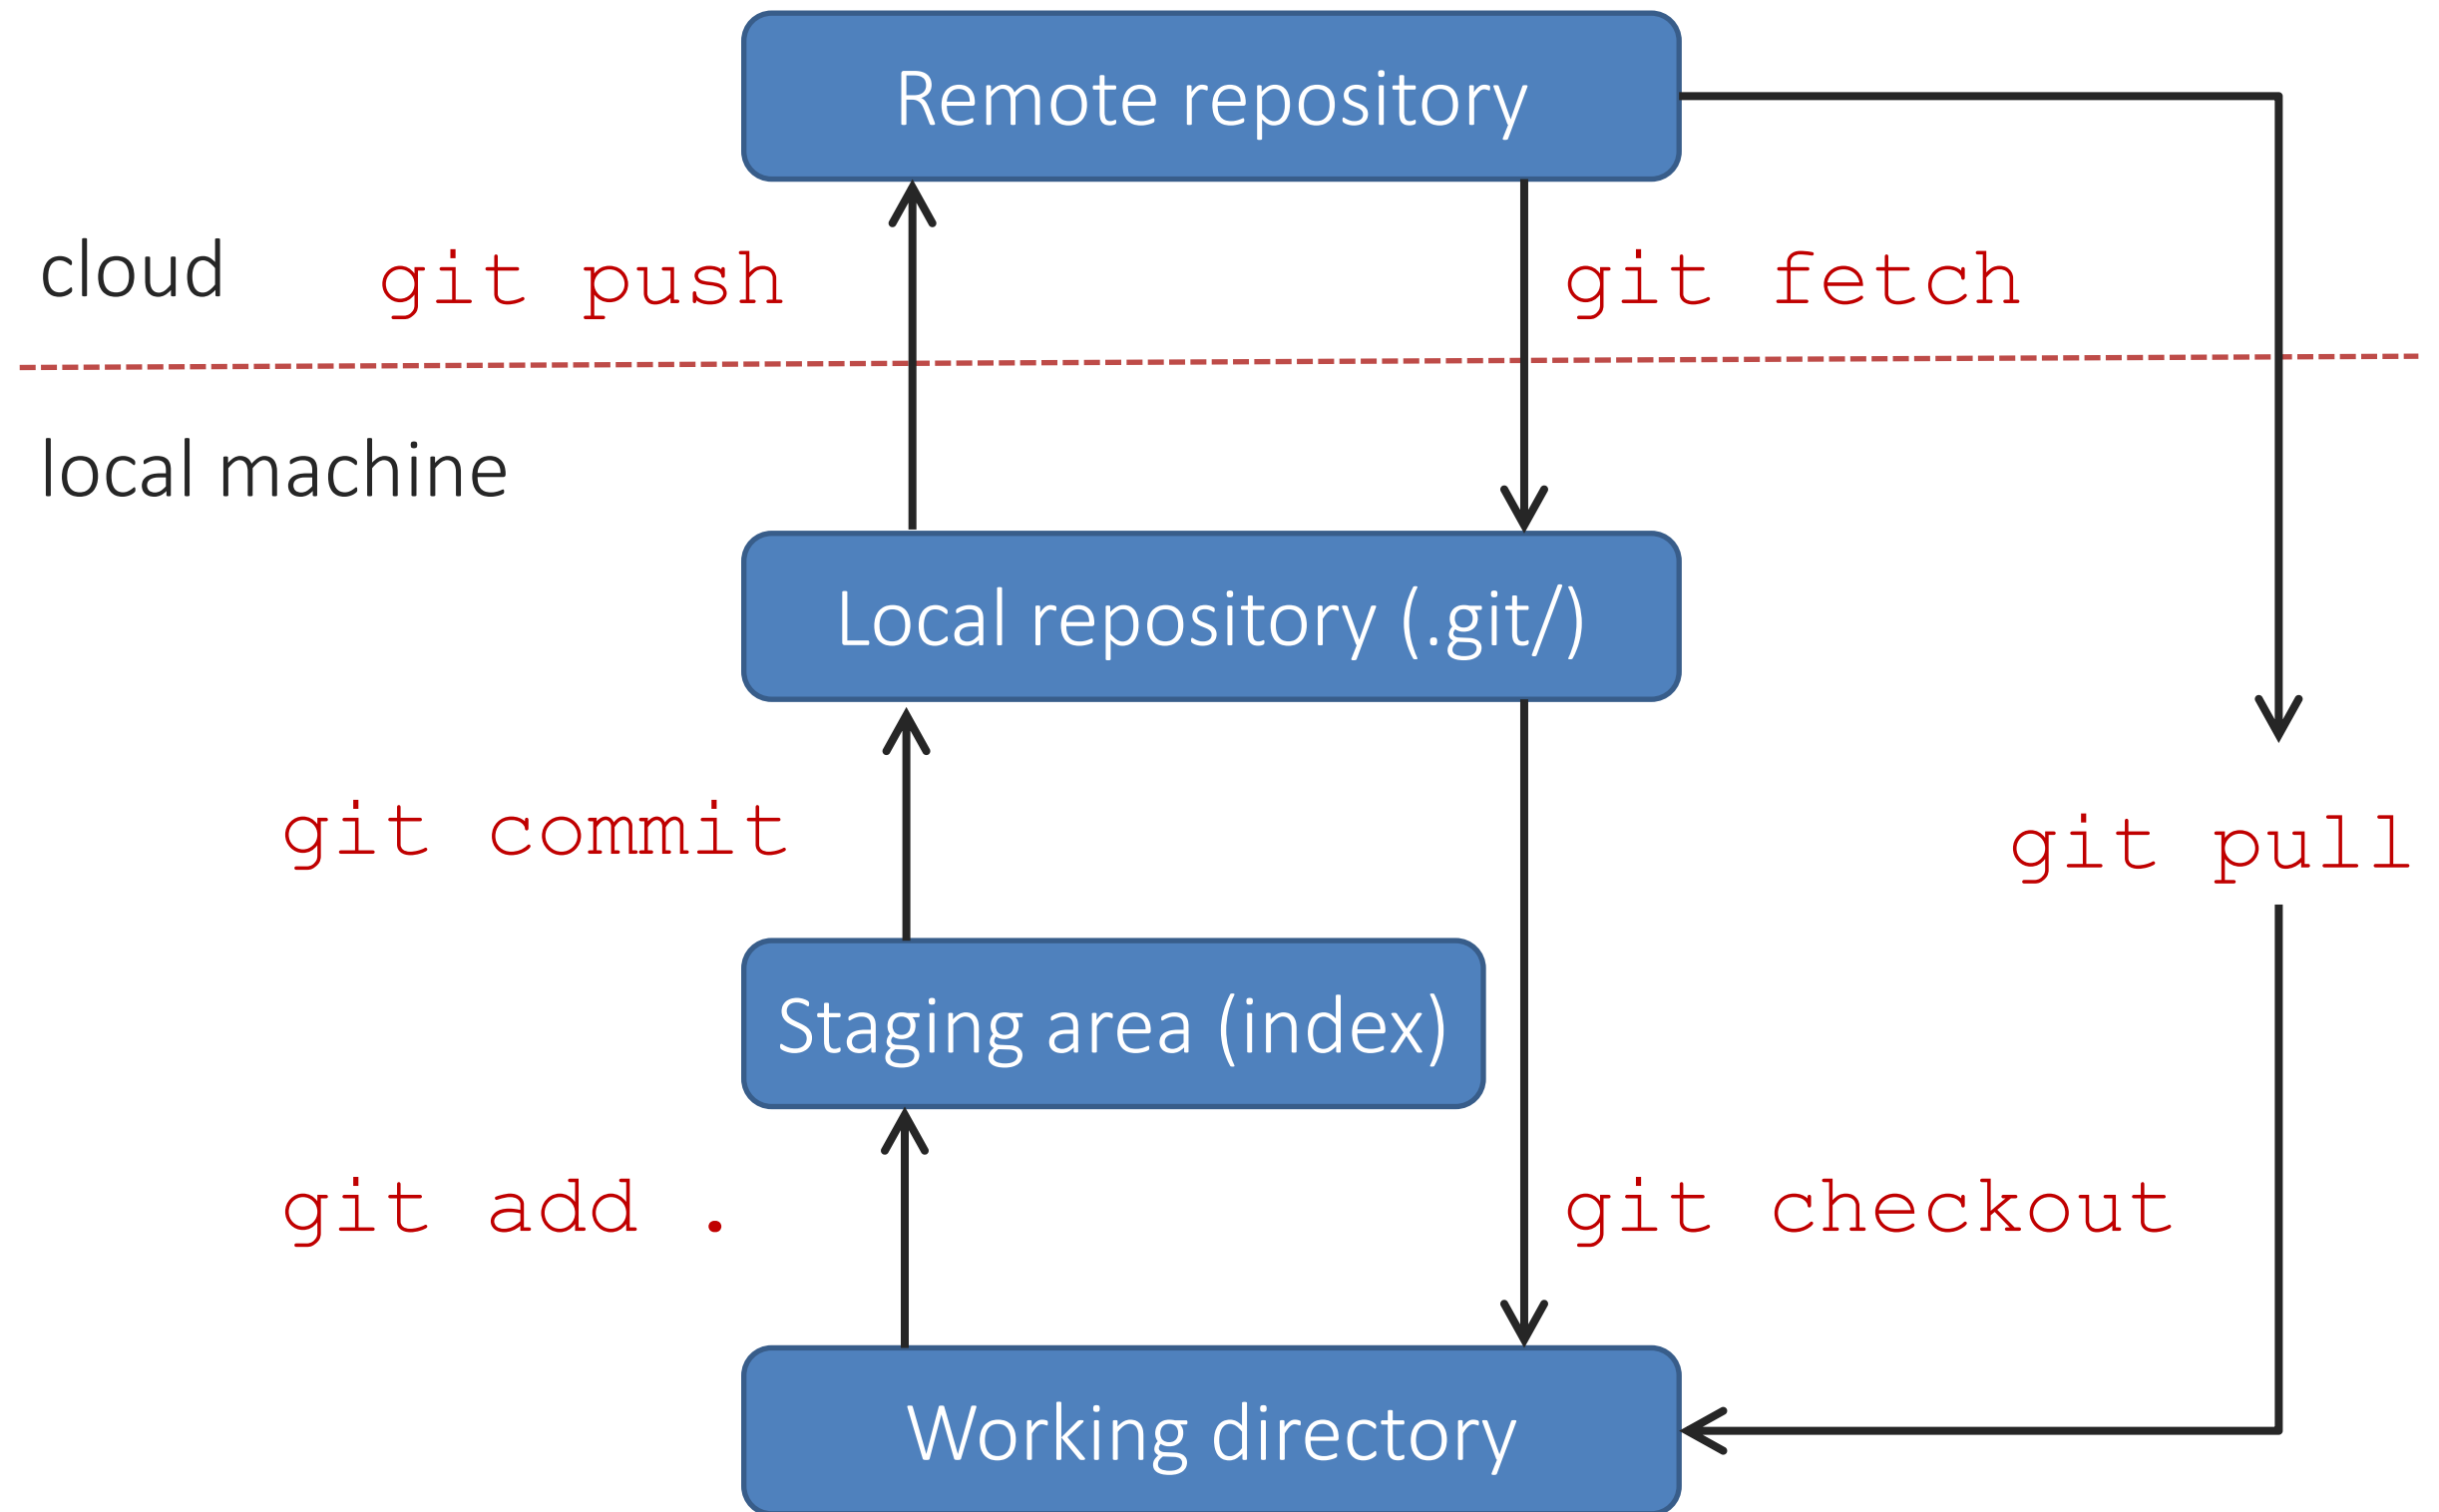 Remote repository
cloud
git push
git fetch
local machine
Local repository (.git/)
git commit
git pull
Staging area (index)
git add .
git checkout
Working directory